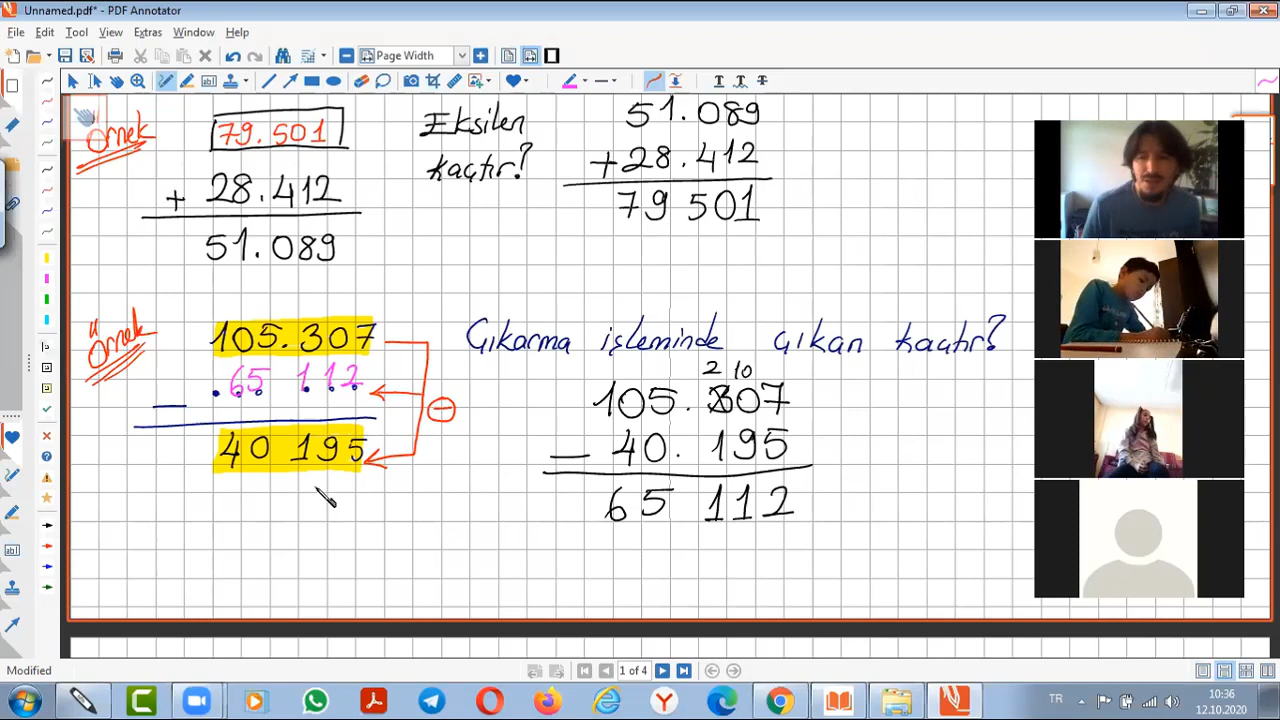 Unnamed.pdf* - PDF Annotator
File Edit Tool View Extras Window Help
Page Width
Örnek
79.501
+ 28.412
51.089
Eksilen
kaçtır?
51.089
+28.412
79 501
Örnek
105.307
65 112
40 195
Çıkarma işleminde çıkan kaçtır?
2 10
105.307
- 40.195
65 112
Modified
1 of 4
TR
10:36
12.10.2020